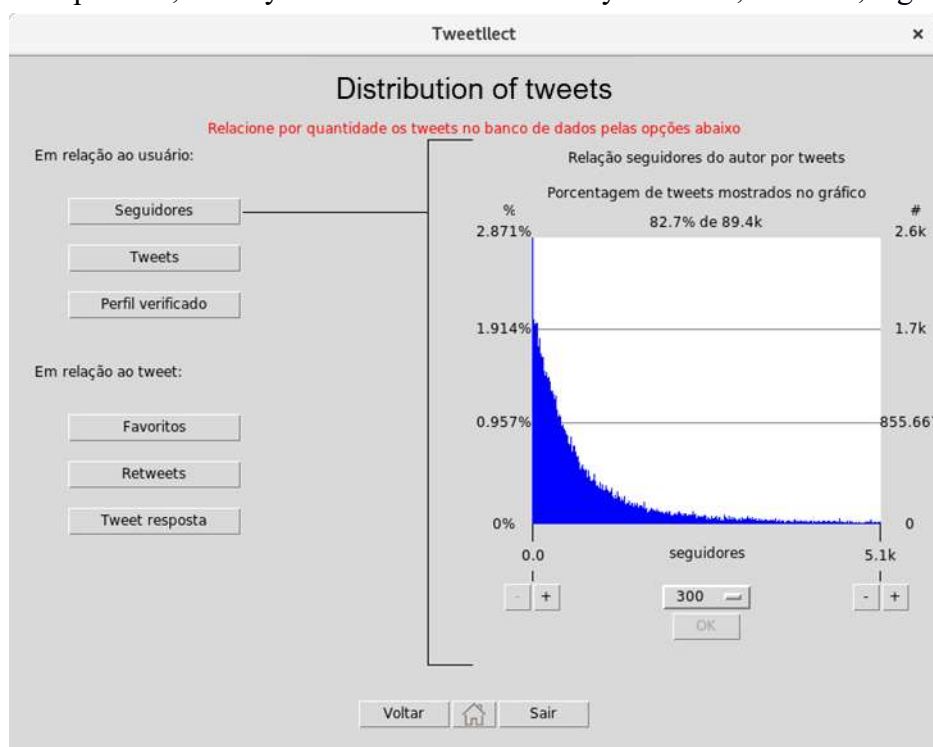 Tweetllect
×
Distribution of tweets
Relacione por quantidade os tweets no banco de dados pelas opções abaixo
Em relação ao usuário:
Seguidores
Tweets
Perfil verificado
Em relação ao tweet:
Favoritos
Retweets
Tweet resposta
Relação seguidores do autor por tweets
Porcentagem de tweets mostrados no gráfico
82.7% de 89.4k
% #
2.871% 2.6k
1.914% 1.7k
0.957% 855.667
0% 0
0.0 seguidores 5.1k
- + 300 - +
OK
Voltar Sair